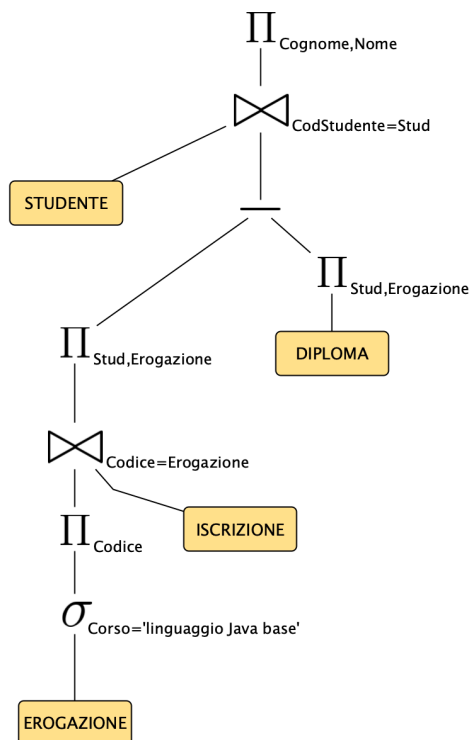 ∏ Cognome,Nome
⋈ CodStudente=Stud
STUDENTE
—
∏ Stud,Erogazione
DIPLOMA
∏ Stud,Erogazione
⋈ Codice=Erogazione
ISCRIZIONE
∏ Codice
σ Corso='linguaggio Java base'
EROGAZIONE